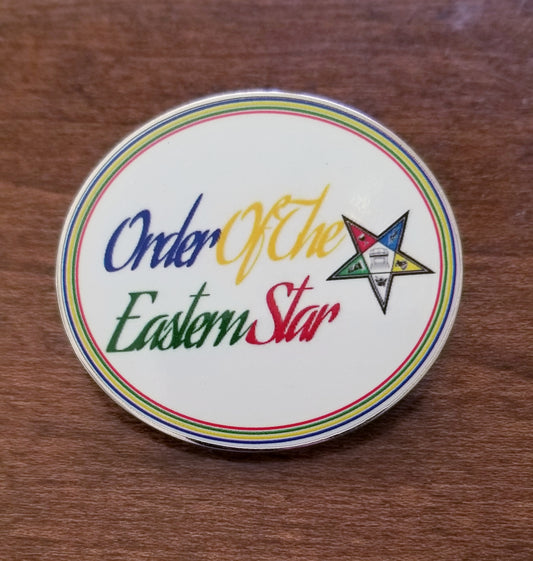 Order Of The
Eastern Star